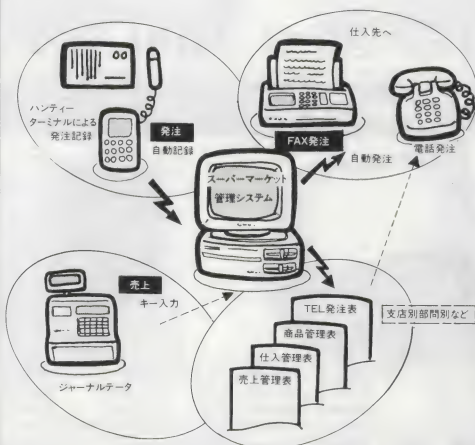 仕入先へ
ハンティー
ターミナルによる
発注記録
発注
自動記録
FAX発注
自動発注
電話発注
スーパーマーケット
管理システム
売上
キー入力
ジャーナルテータ
TEL発注表
商品管理表
仕入管理表
売上管理表
支店別部問別など